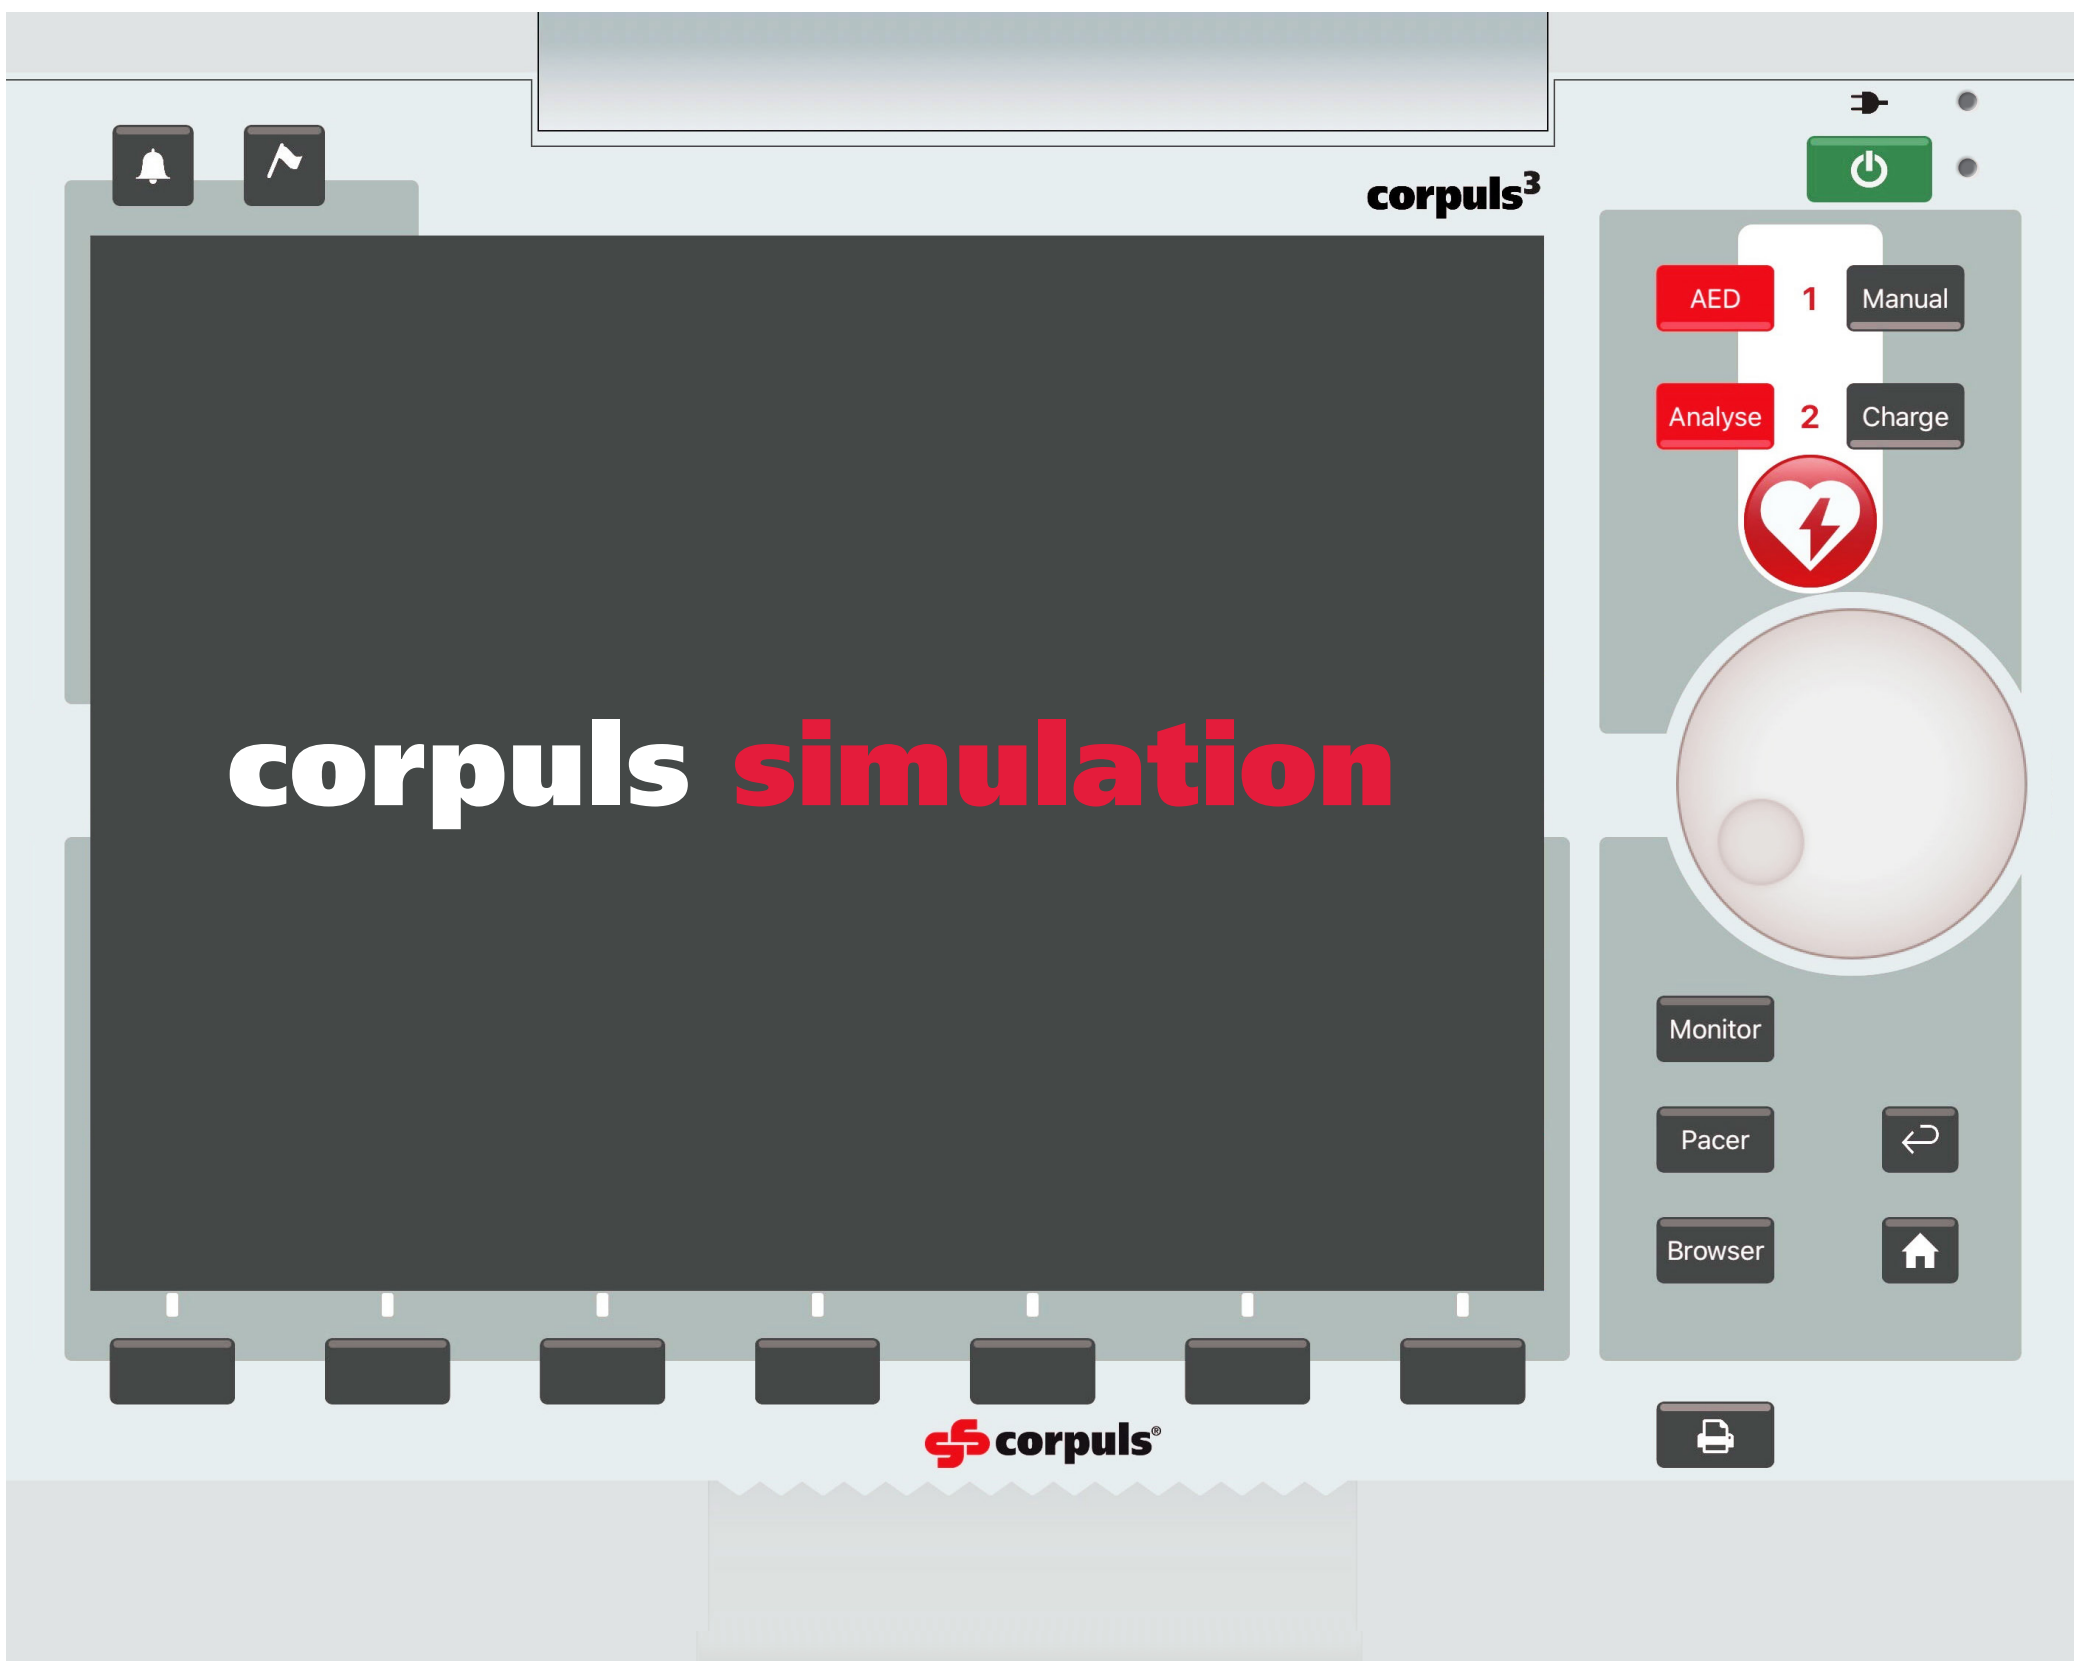 corpuls³
AED 1 Manual
Analyse 2 Charge
corpuls simulation
Monitor
Pacer
Browser
corpuls®